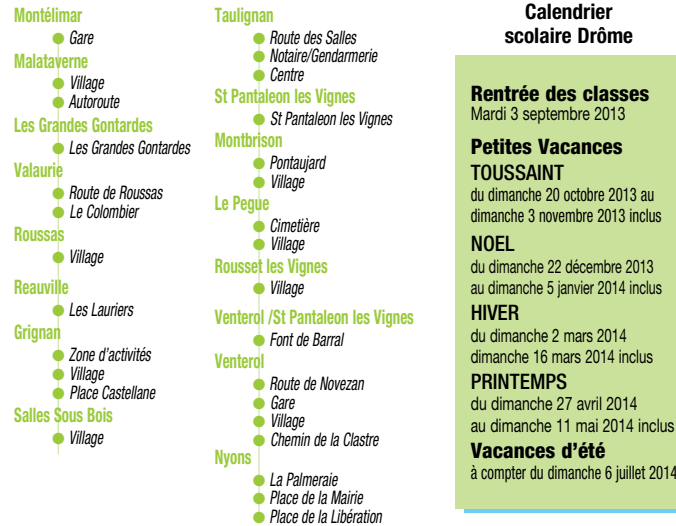 Montélimar
Gare
Malataverne
Village
Autoroute
Les Grandes Gontardes
Les Grandes Gontardes
Valaurie
Route de Roussas
Le Colombier
Roussas
Village
Reauville
Les Lauriers
Grignan
Zone d'activités
Village
Place Castellane
Salles Sous Bois
Village
Taulignan
Route des Salles
Notaire/Gendarmerie
Centre
St Pantaleon les Vignes
St Pantaleon les Vignes
Montbrison
Pontaujard
Village
Le Pegue
Cimetière
Village
Rousset les Vignes
Village
Venterol /St Pantaleon les Vignes
Font de Barral
Venterol
Route de Novezan
Gare
Village
Chemin de la Clastre
Nyons
La Palmeraie
Place de la Mairie
Place de la Libération
Calendrier
scolaire Drôme
Rentrée des classes
Mardi 3 septembre 2013
Petites Vacances
TOUSSAINT
du dimanche 20 octobre 2013 au
dimanche 3 novembre 2013 inclus
NOEL
du dimanche 22 décembre 2013
au dimanche 5 janvier 2014 inclus
HIVER
du dimanche 2 mars 2014
dimanche 16 mars 2014 inclus
PRINTEMPS
du dimanche 27 avril 2014
au dimanche 11 mai 2014 inclus
Vacances d'été
à compter du dimanche 6 juillet 2014